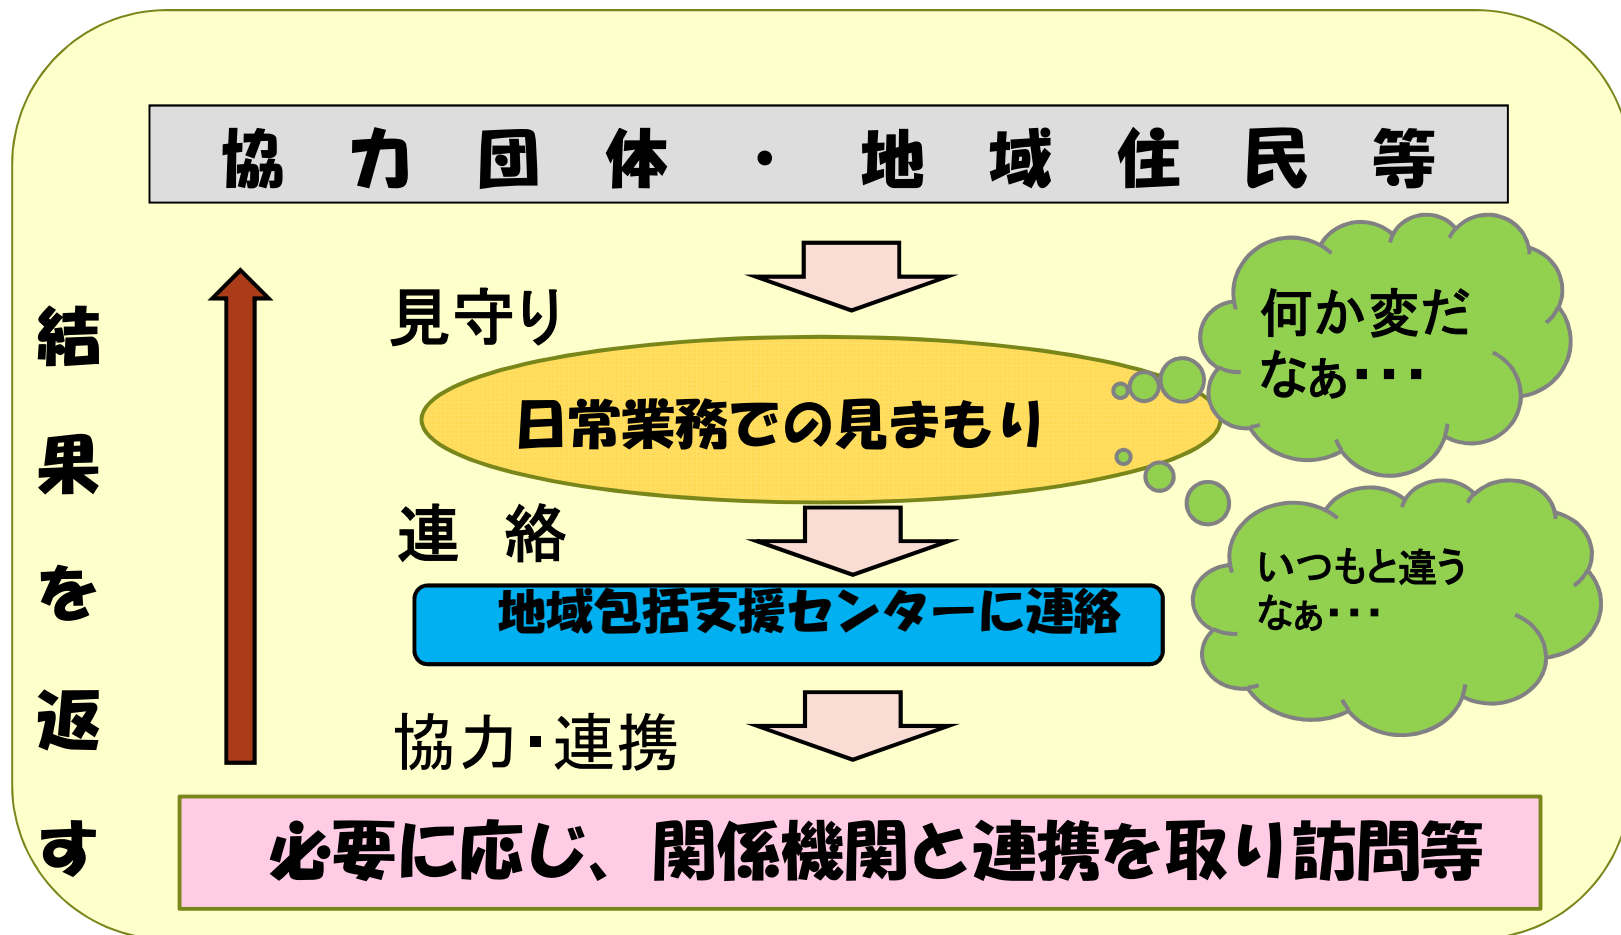 協力団体・地域住民等
見守り
何か変だ
なぁ・・・
日常業務での見まもり
連 絡
いつもと違う
なぁ・・・
地域包括支援センターに連絡
協力・連携
必要に応じ、関係機関と連携を取り訪問等
結果を返す